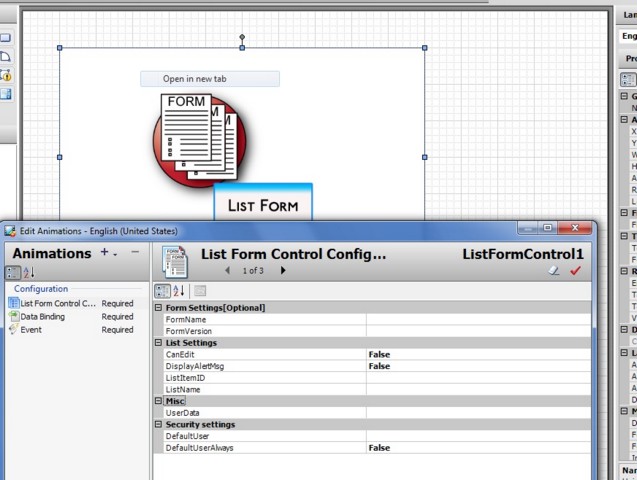 Lan
Eng
Open in new tab
Pro
FORM
LIST FORM
Edit Animations - English (United States)
Animations + . -
List Form Control Config...
ListFormControl1
1 of 3
Configuration
List Form Control C... Required
Data Binding Required
Event Required
Form Settings[Optional]
FormName
FormVersion
List Settings
CanEdit False
DisplayAlertMsg False
ListItemID
ListName
Misc
UserData
Security settings
DefaultUser
DefaultUserAlways False
Nar